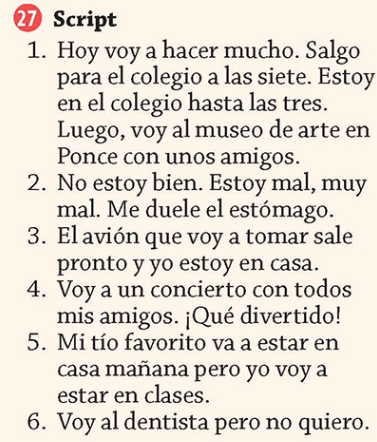 27 Script
1. Hoy voy a hacer mucho. Salgo
para el colegio a las siete. Estoy
en el colegio hasta las tres.
Luego, voy al museo de arte en
Ponce con unos amigos.
2. No estoy bien. Estoy mal, muy
mal. Me duele el estómago.
3. El avión que voy a tomar sale
pronto y yo estoy en casa.
4. Voy a un concierto con todos
mis amigos. ¡Qué divertido!
5. Mi tío favorito va a estar en
casa mañana pero yo voy a
estar en clases.
6. Voy al dentista pero no quiero.